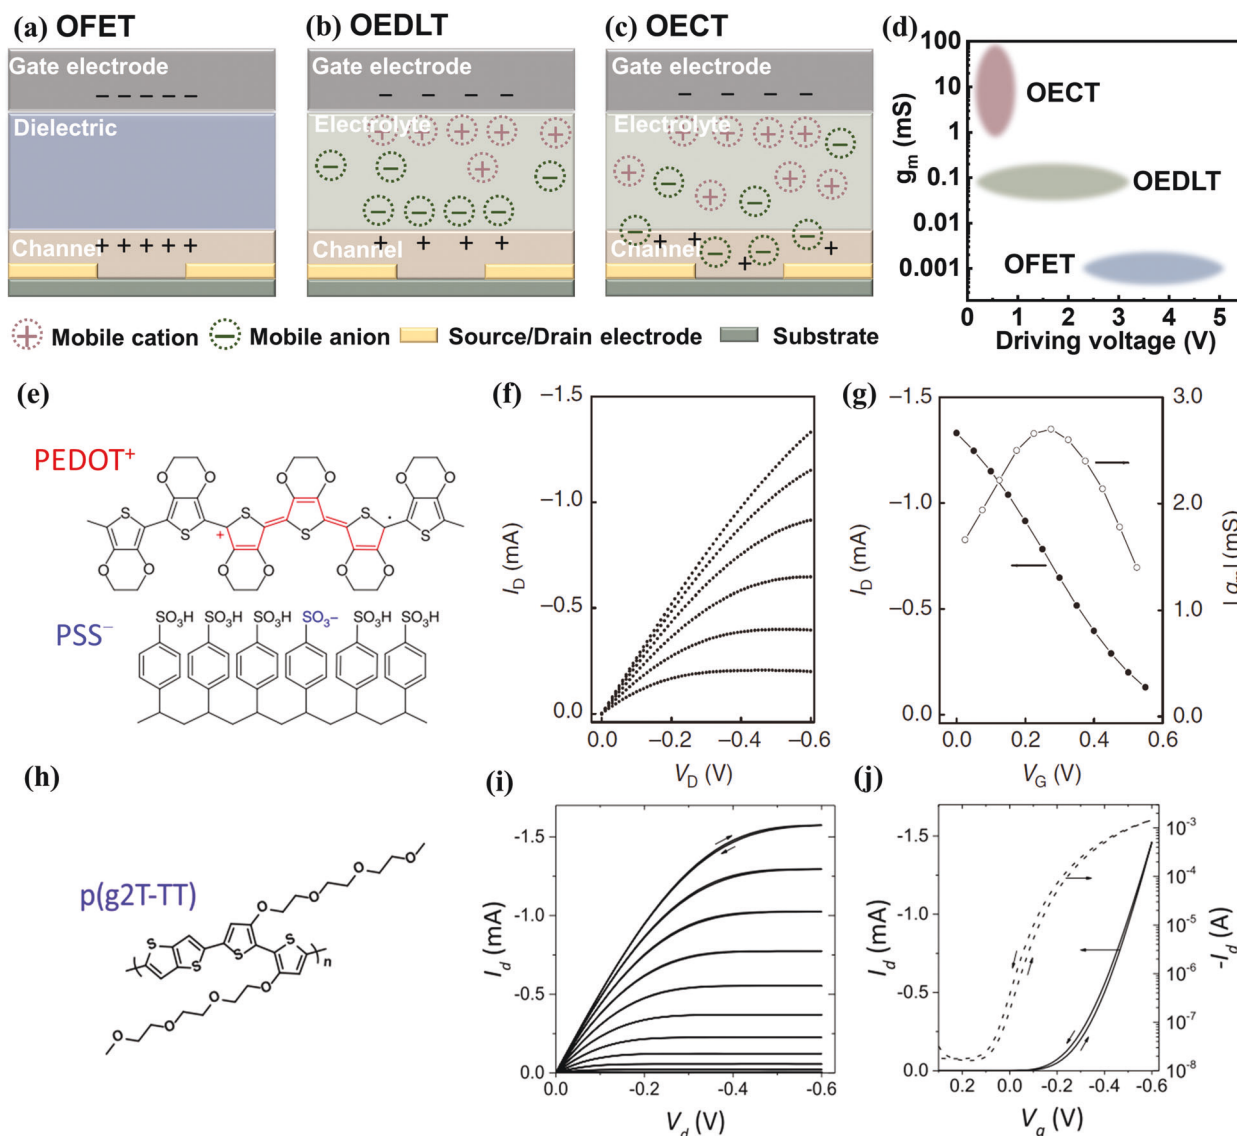 (a) OFET
(b) OEDLT
(c) OECT
(d)
Gate electrode
Dielectric
Channel
Gate electrode
Electrolyte
Channel
Gate electrode
Electrolyte
Channel
100
10
1
0.1
0.01
0.001
gm (mS)
OECT
OEDLT
OFET
0 1 2 3 4 5
Driving voltage (V)
Mobile cation
Mobile anion
Source/Drain electrode
Substrate
(e)
PEDOT+
S S S S S S
O O O O O O O O O O O O
PSS−
SO3H SO3H SO3H SO3− SO3H SO3H
(f)
−1.5
−1.0
−0.5
0.0
ID (mA)
0.0 −0.2 −0.4 −0.6
VD (V)
(g)
−1.5
−1.0
−0.5
0.0
ID (mA)
3.0
2.0
1.0
0.0
| gm | (mS)
0.0 0.2 0.4 0.6
VG (V)
(h)
p(g2T-TT)
O O O O
S S S S
n
O O O O
(i)
-1.5
-1.0
-0.5
0.0
Id (mA)
0.0 -0.2 -0.4 -0.6
Vd (V)
(j)
-1.5
-1.0
-0.5
0.0
Id (mA)
10-3
10-4
10-5
10-6
10-7
10-8
-Id (A)
0.2 0.0 -0.2 -0.4 -0.6
Vg (V)